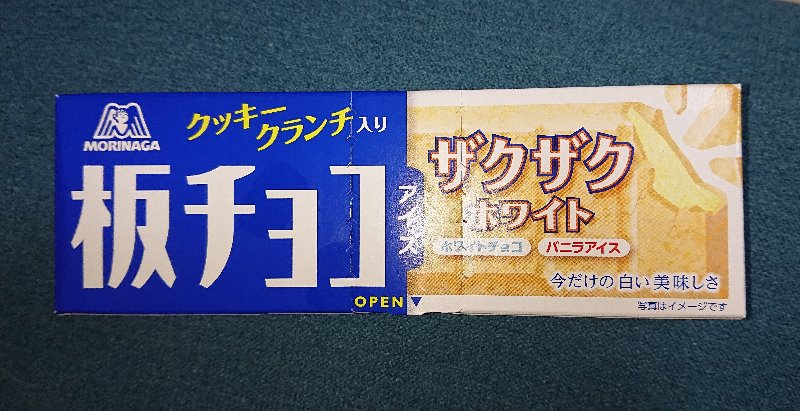 MORINAGA
クッキー
クランチ入り
板チョコ
アイス
OPEN▼
ザクザク
ホワイト
ホワイトチョコ バニラアイス
今だけの白い美味しさ
写真はイメージです